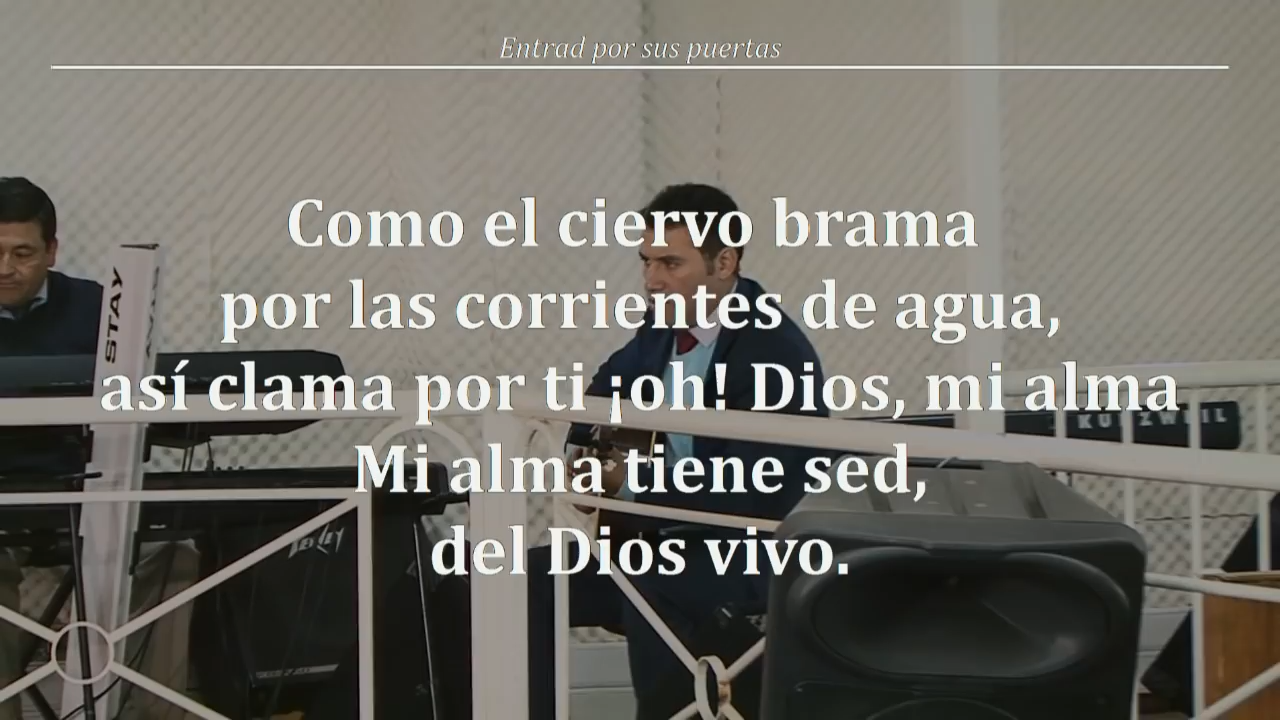 Entrad por sus puertas
Como el ciervo brama
por las corrientes de agua,
así clama por ti ¡oh! Dios, mi alma
Mi alma tiene sed,
del Dios vivo.
STAY
KURZWEIL